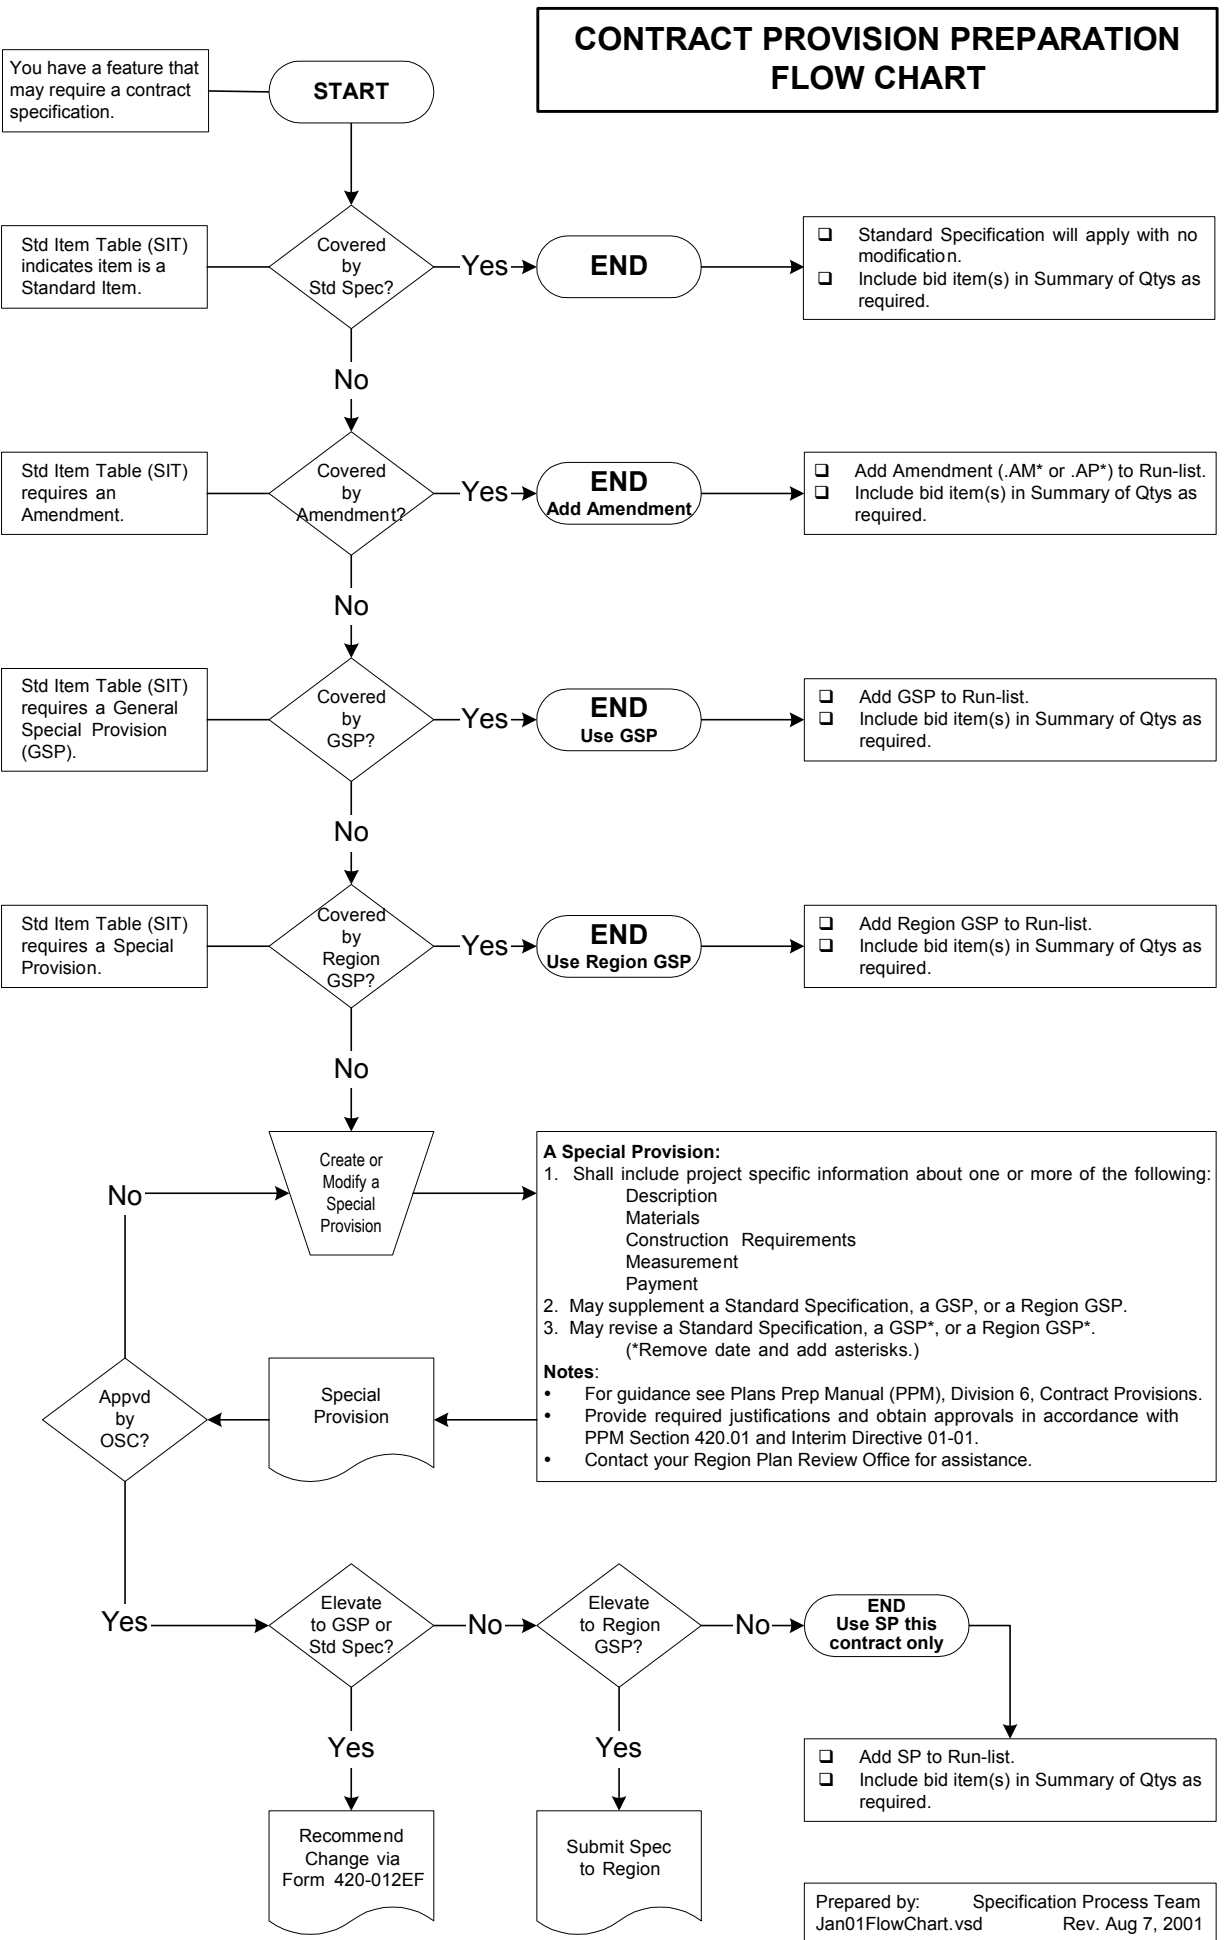 CONTRACT PROVISION PREPARATION
FLOW CHART
You have a feature that
may require a contract
specification.
START
Std Item Table (SIT)
indicates item is a
Standard Item.
Covered
by
Std Spec?
Yes
END
❑ Standard Specification will apply with no
modification.
❑ Include bid item(s) in Summary of Qtys as
required.
No
Std Item Table (SIT)
requires an
Amendment.
Covered
by
Amendment?
Yes
END
Add Amendment
❑ Add Amendment (.AM* or .AP*) to Run-list.
❑ Include bid item(s) in Summary of Qtys as
required.
No
Std Item Table (SIT)
requires a General
Special Provision
(GSP).
Covered
by
GSP?
Yes
END
Use GSP
❑ Add GSP to Run-list.
❑ Include bid item(s) in Summary of Qtys as
required.
No
Std Item Table (SIT)
requires a Special
Provision.
Covered
by
Region
GSP?
Yes
END
Use Region GSP
❑ Add Region GSP to Run-list.
❑ Include bid item(s) in Summary of Qtys as
required.
No
No
Create or
Modify a
Special
Provision
A Special Provision:
1. Shall include project specific information about one or more of the following:
Description
Materials
Construction Requirements
Measurement
Payment
2. May supplement a Standard Specification, a GSP, or a Region GSP.
3. May revise a Standard Specification, a GSP*, or a Region GSP*.
(*Remove date and add asterisks.)
Notes:
• For guidance see Plans Prep Manual (PPM), Division 6, Contract Provisions.
• Provide required justifications and obtain approvals in accordance with
PPM Section 420.01 and Interim Directive 01-01.
• Contact your Region Plan Review Office for assistance.
Special
Provision
Appvd
by
OSC?
Yes
Elevate
to GSP or
Std Spec?
No
Elevate
to Region
GSP?
No
END
Use SP this
contract only
Yes
Yes
❑ Add SP to Run-list.
❑ Include bid item(s) in Summary of Qtys as
required.
Recommend
Change via
Form 420-012EF
Submit Spec
to Region
Prepared by: Specification Process Team
Jan01FlowChart.vsd Rev. Aug 7, 2001